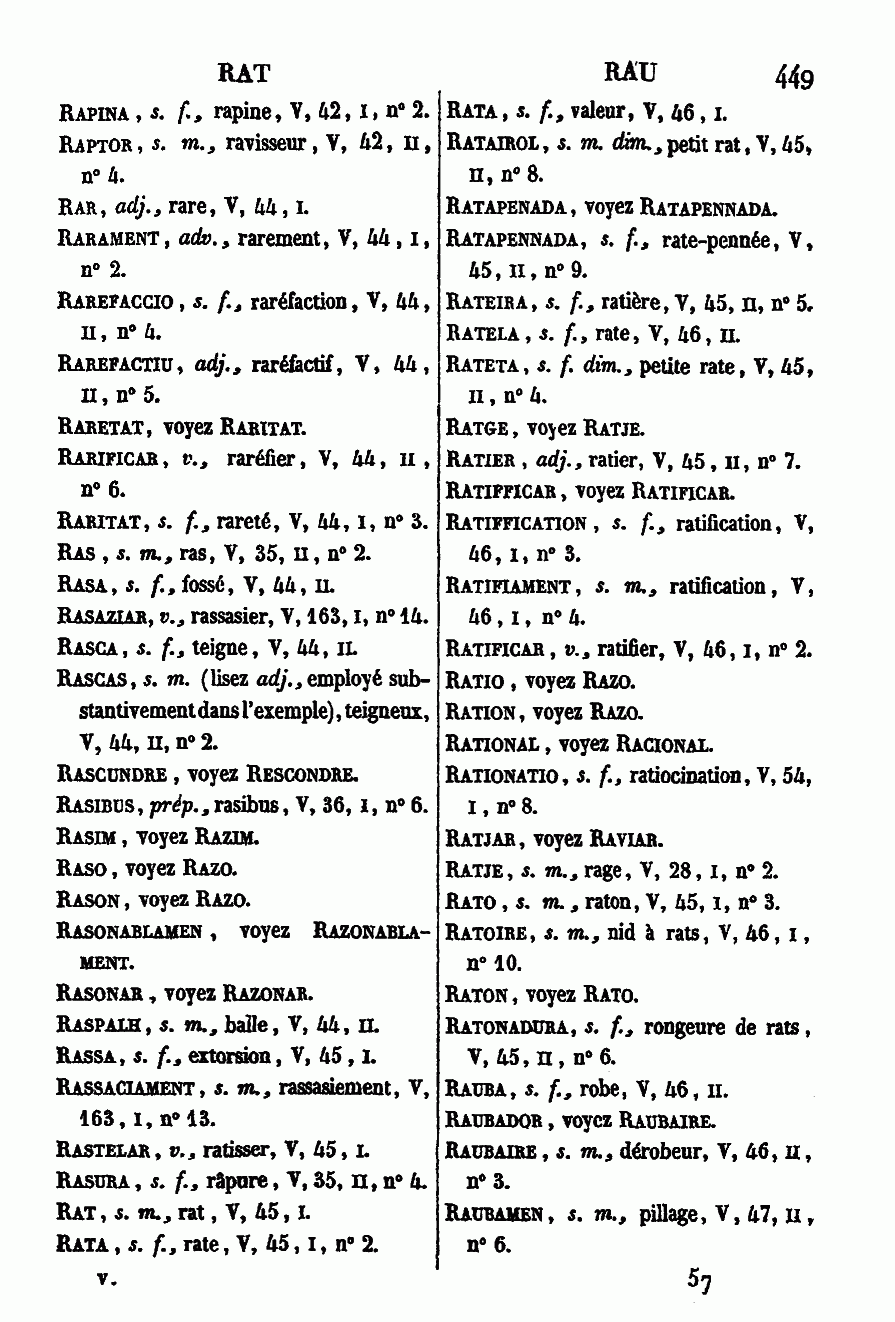 RAT
RAU
449
RAPINA, s. f., rapine, V, 42, I, n° 2.
RAPTOR, s. m., ravisseur, V, 42, II,
n° 4.
RAR, adj., rare, V, 44, I.
RARAMENT, adv., rarement, V, 44, I,
n° 2.
RAREFACCIO, s. f., raréfaction, V, 44,
II, n° 4.
RAREFACTIU, adj., raréfactif, V, 44,
II, n° 5.
RARETAT, voyez RARITAT.
RARIFICAR, v., raréfier, V, 44, II,
n° 6.
RARITAT, s. f., rareté, V, 44, I, n° 3.
RAS, s. m., ras, V, 35, II, n° 2.
RASA, s. f., fossé, V, 44, II.
RASAZIAR, v., rassasier, V, 163, I, n° 14.
RASCA, s. f., teigne, V, 44, II.
RASCAS, s. m. (lisez adj., employé sub-
stantivement dans l'exemple), teigneux,
V, 44, II, n° 2.
RASCUNDRE, voyez RESCONDRE.
RASIBUS, prép., rasibus, V, 36, I, n° 6.
RASIM, voyez RAZIM.
RASO, voyez RAZO.
RASON, voyez RAZO.
RASONABLAMEN, voyez RAZONABLA-
MENT.
RASONAR, voyez RAZONAR.
RASPALH, s. m., balle, V, 44, II.
RASSA, s. f., extorsion, V, 45, I.
RASSACIAMENT, s. m., rassasiement, V,
163, I, n° 13.
RASTELAR, v., ratisser, V, 45, I.
RASURA, s. f., râpure, V, 35, II, n° 4.
RAT, s. m., rat, V, 45, I.
RATA, s. f., rate, V, 45, I, n° 2.
RATA, s. f., valeur, V, 46, I.
RATAIROL, s. m. dim., petit rat, V, 45,
II, n° 8.
RATAPENADA, voyez RATAPENNADA.
RATAPENNADA, s. f., rate-pennée, V,
45, II, n° 9.
RATEIRA, s. f., ratière, V, 45, II, n° 5.
RATELA, s. f., rate, V, 46, II.
RATETA, s. f. dim., petite rate, V, 45,
II, n° 4.
RATGE, voyez RATJE.
RATIER, adj., ratier, V, 45, II, n° 7.
RATIFFICAR, voyez RATIFICAR.
RATIFFICATION, s. f., ratification, V,
46, I, n° 3.
RATIFIAMENT, s. m., ratification, V,
46, I, n° 4.
RATIFICAR, v., ratifier, V, 46, I, n° 2.
RATIO, voyez RAZO.
RATION, voyez RAZO.
RATIONAL, voyez RACIONAL.
RATIONATIO, s. f., ratiocination, V, 54,
I, n° 8.
RATJAR, voyez RAVIAR.
RATJE, s. m., rage, V, 28, I, n° 2.
RATO, s. m., raton, V, 45, I, n° 3.
RATOIRE, s. m., nid à rats, V, 46, I,
n° 10.
RATON, voyez RATO.
RATONADURA, s. f., rongeure de rats,
V, 45, II, n° 6.
RAUBA, s. f., robe, V, 46, II.
RAUBADOR, voyez RAUBAIRE.
RAUBAIRE, s. m., dérobeur, V, 46, II,
n° 3.
RAUBAMEN, s. m., pillage, V, 47, II,
n° 6.
V.
57